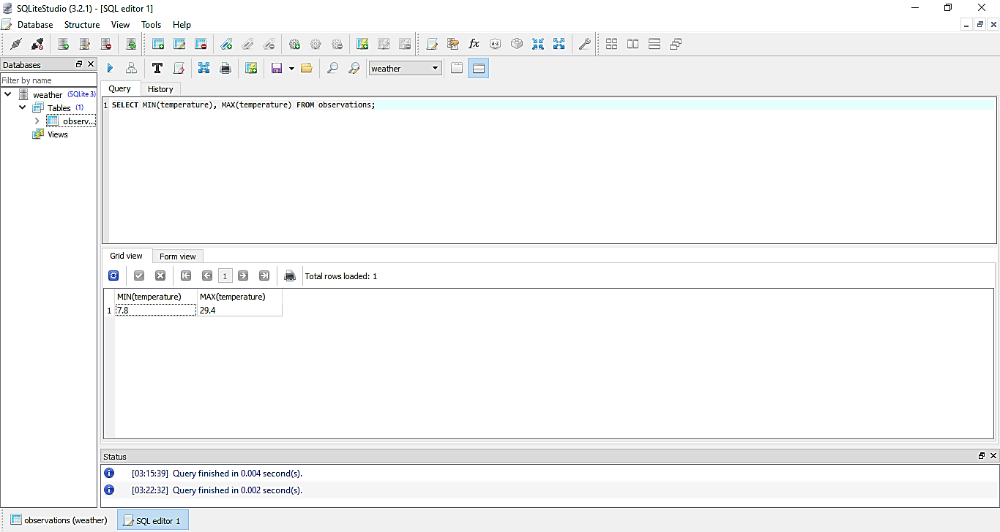 SQLiteStudio (3.2.1) - [SQL editor 1]
Database Structure View Tools Help
Databases
Filter by name
weather (SQLite 3)
Tables (1)
observ...
Views
weather
Query History
1 SELECT MIN(temperature), MAX(temperature) FROM observations;
Grid view Form view
1 Total rows loaded: 1
MIN(temperature) MAX(temperature)
1 7.8 29.4
Status
[03:15:39] Query finished in 0.004 second(s).
[03:22:32] Query finished in 0.002 second(s).
observations (weather) SQL editor 1